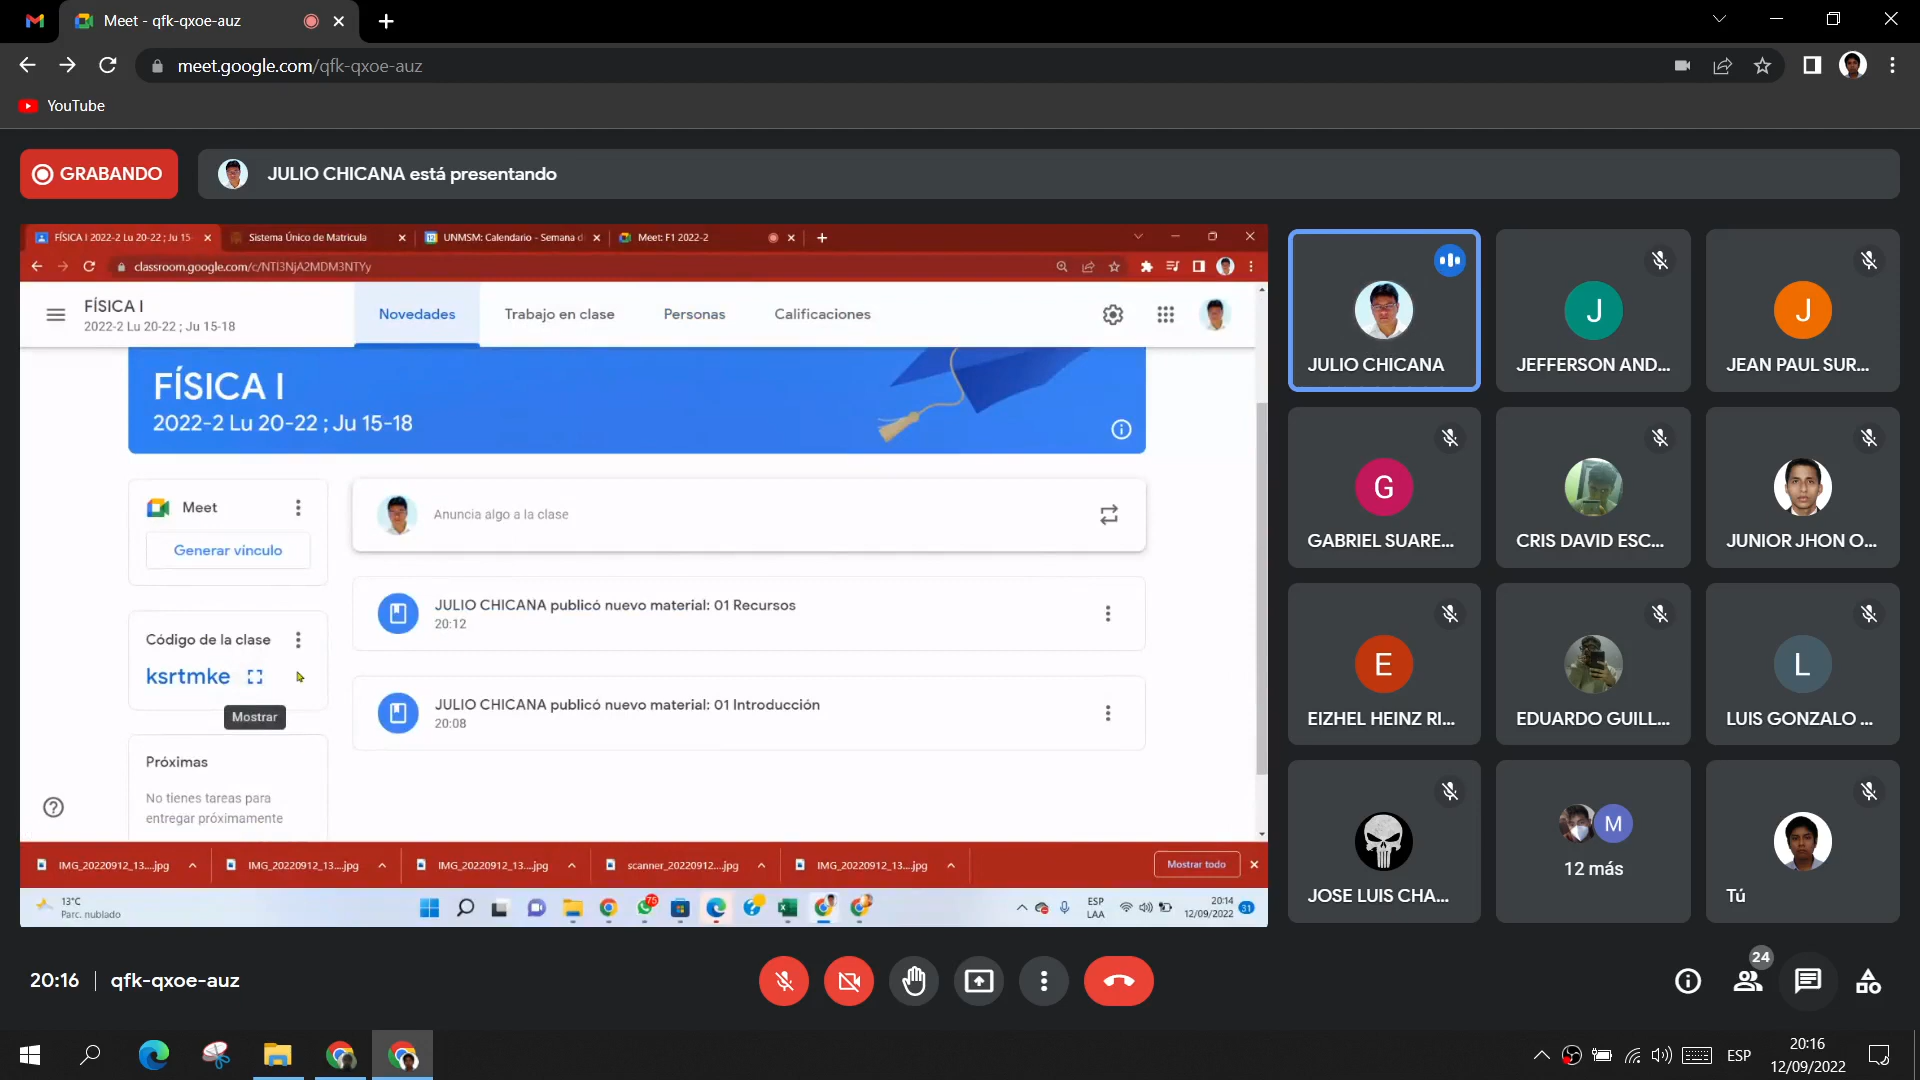 Meet - qfk-qxoe-auz
meet.google.com/qfk-qxoe-auz
YouTube
GRABANDO
JULIO CHICANA está presentando
FÍSICA I 2022-2 Lu 20-22 ; Ju 15
Sistema Único de Matricula
UNMSM: Calendario - Semana d
Meet: F1 2022-2
classroom.google.com/c/NTI3NjA2MDM3NTYy
FÍSICA I
2022-2 Lu 20-22 ; Ju 15-18
Novedades
Trabajo en clase
Personas
Calificaciones
FÍSICA I
2022-2 Lu 20-22 ; Ju 15-18
Meet
Generar vínculo
Anuncia algo a la clase
JULIO CHICANA publicó nuevo material: 01 Recursos
20:12
Código de la clase
ksrtmke
Mostrar
JULIO CHICANA publicó nuevo material: 01 Introducción
20:08
Próximas
No tienes tareas para
entregar próximamente
IMG_20220912_13....jpg
IMG_20220912_13....jpg
IMG_20220912_13....jpg
scanner_20220912....jpg
IMG_20220912_13....jpg
Mostrar todo
13°C
Parc. nublado
75
ESP
LAA
20:14
12/09/2022
31
JULIO CHICANA
J
JEFFERSON AND...
J
JEAN PAUL SUR...
G
GABRIEL SUARE...
CRIS DAVID ESC...
JUNIOR JHON O...
E
EIZHEL HEINZ RI...
EDUARDO GUILL...
L
LUIS GONZALO ...
JOSE LUIS CHA...
M
12 más
Tú
20:16
qfk-qxoe-auz
24
ESP
20:16
12/09/2022